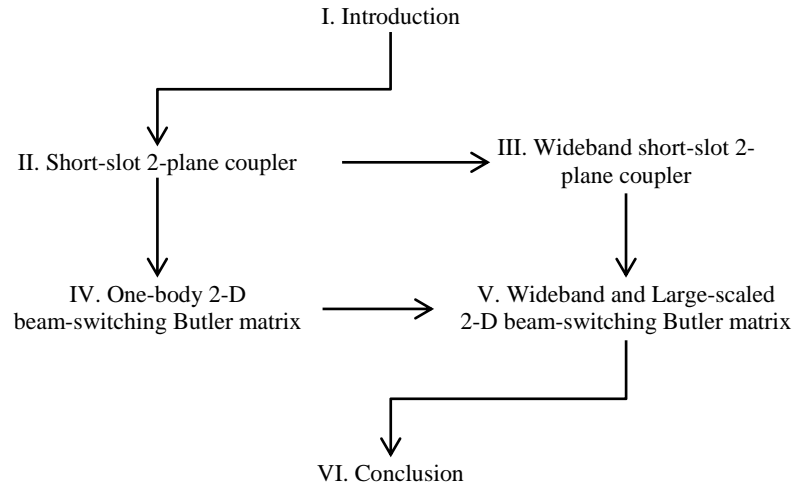 I. Introduction
II. Short-slot 2-plane coupler
III. Wideband short-slot 2-
plane coupler
IV. One-body 2-D
beam-switching Butler matrix
V. Wideband and Large-scaled
2-D beam-switching Butler matrix
VI. Conclusion